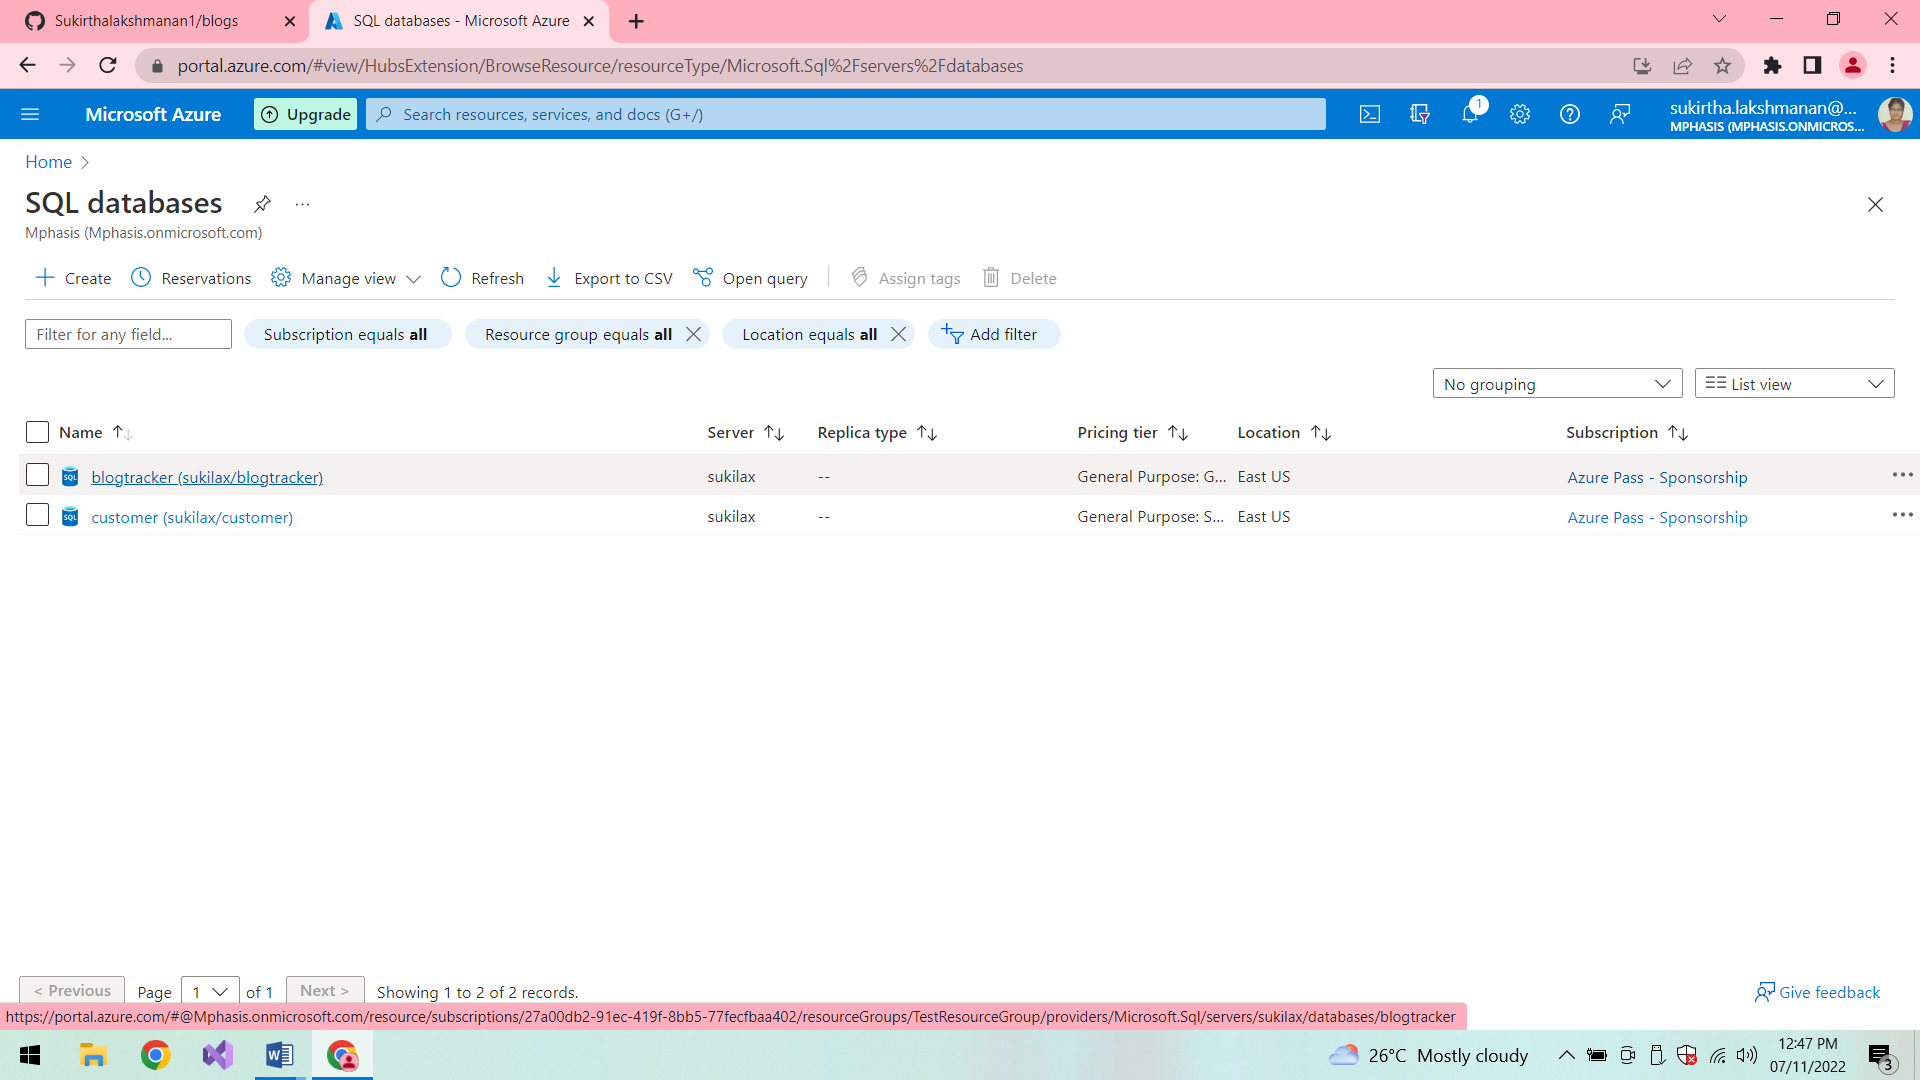 Sukirthalakshmanan1/blogs
SQL databases - Microsoft Azure
portal.azure.com/#view/HubsExtension/BrowseResource/resourceType/Microsoft.Sql%2Fservers%2Fdatabases
Microsoft Azure
Upgrade
Search resources, services, and docs (G+/)
1
sukirtha.lakshmanan@...
MPHASIS (MPHASIS.ONMICROS...
Home
SQL databases
...
Mphasis (Mphasis.onmicrosoft.com)
Create
Reservations
Manage view
Refresh
Export to CSV
Open query
Assign tags
Delete
Filter for any field...
Subscription equals all
Resource group equals all
Location equals all
Add filter
No grouping
List view
Name
Server
Replica type
Pricing tier
Location
Subscription
SQL
blogtracker (sukilax/blogtracker)
sukilax
--
General Purpose: G...
East US
Azure Pass - Sponsorship
SQL
customer (sukilax/customer)
sukilax
--
General Purpose: S...
East US
Azure Pass - Sponsorship
< Previous
Page
1
of 1
Next >
Showing 1 to 2 of 2 records.
Give feedback
https://portal.azure.com/#@Mphasis.onmicrosoft.com/resource/subscriptions/27a00db2-91ec-419f-8bb5-77fecfbaa402/resourceGroups/TestResourceGroup/providers/Microsoft.Sql/servers/sukilax/databases/blogtracker
26°C Mostly cloudy
12:47 PM
07/11/2022
3